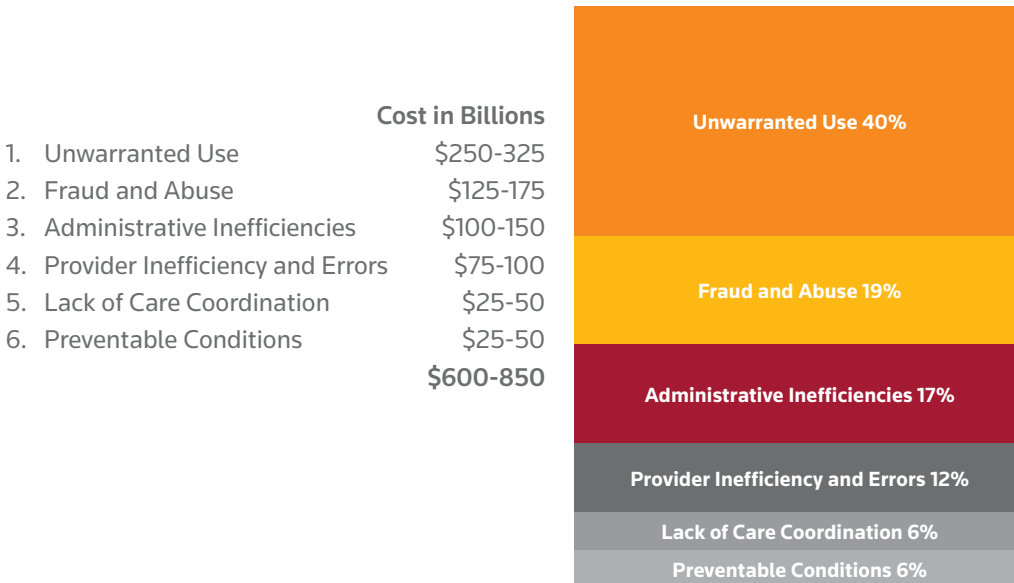 Cost in Billions
1. Unwarranted Use $250-325
2. Fraud and Abuse $125-175
3. Administrative Inefficiencies $100-150
4. Provider Inefficiency and Errors $75-100
5. Lack of Care Coordination $25-50
6. Preventable Conditions $25-50
$600-850
Unwarranted Use 40%
Fraud and Abuse 19%
Administrative Inefficiencies 17%
Provider Inefficiency and Errors 12%
Lack of Care Coordination 6%
Preventable Conditions 6%